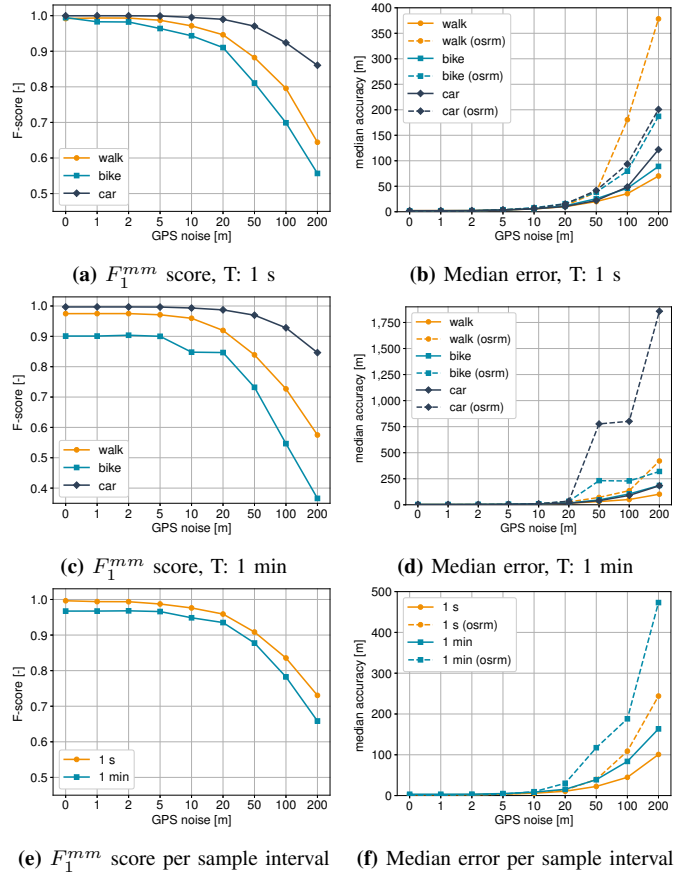 1.0
0.9
0.8
0.7
0.6
0.5
F-score [-]
walk
bike
car
0 1 2 5 10 20 50 100 200
GPS noise [m]
(a) F₁ᵐᵐ score, T: 1 s
400
350
300
250
200
150
100
50
0
median accuracy [m]
walk
walk (osrm)
bike
bike (osrm)
car
car (osrm)
0 1 2 5 10 20 50 100 200
GPS noise [m]
(b) Median error, T: 1 s
1.0
0.9
0.8
0.7
0.6
0.5
0.4
F-score [-]
walk
bike
car
0 1 2 5 10 20 50 100 200
GPS noise [m]
(c) F₁ᵐᵐ score, T: 1 min
1,750
1,500
1,250
1,000
750
500
250
0
median accuracy [m]
walk
walk (osrm)
bike
bike (osrm)
car
car (osrm)
0 1 2 5 10 20 50 100 200
GPS noise [m]
(d) Median error, T: 1 min
1.0
0.9
0.8
0.7
0.6
0.5
F-score [-]
1 s
1 min
0 1 2 5 10 20 50 100 200
GPS noise [m]
(e) F₁ᵐᵐ score per sample interval
500
400
300
200
100
0
median accuracy [m]
1 s
1 s (osrm)
1 min
1 min (osrm)
0 1 2 5 10 20 50 100 200
GPS noise [m]
(f) Median error per sample interval